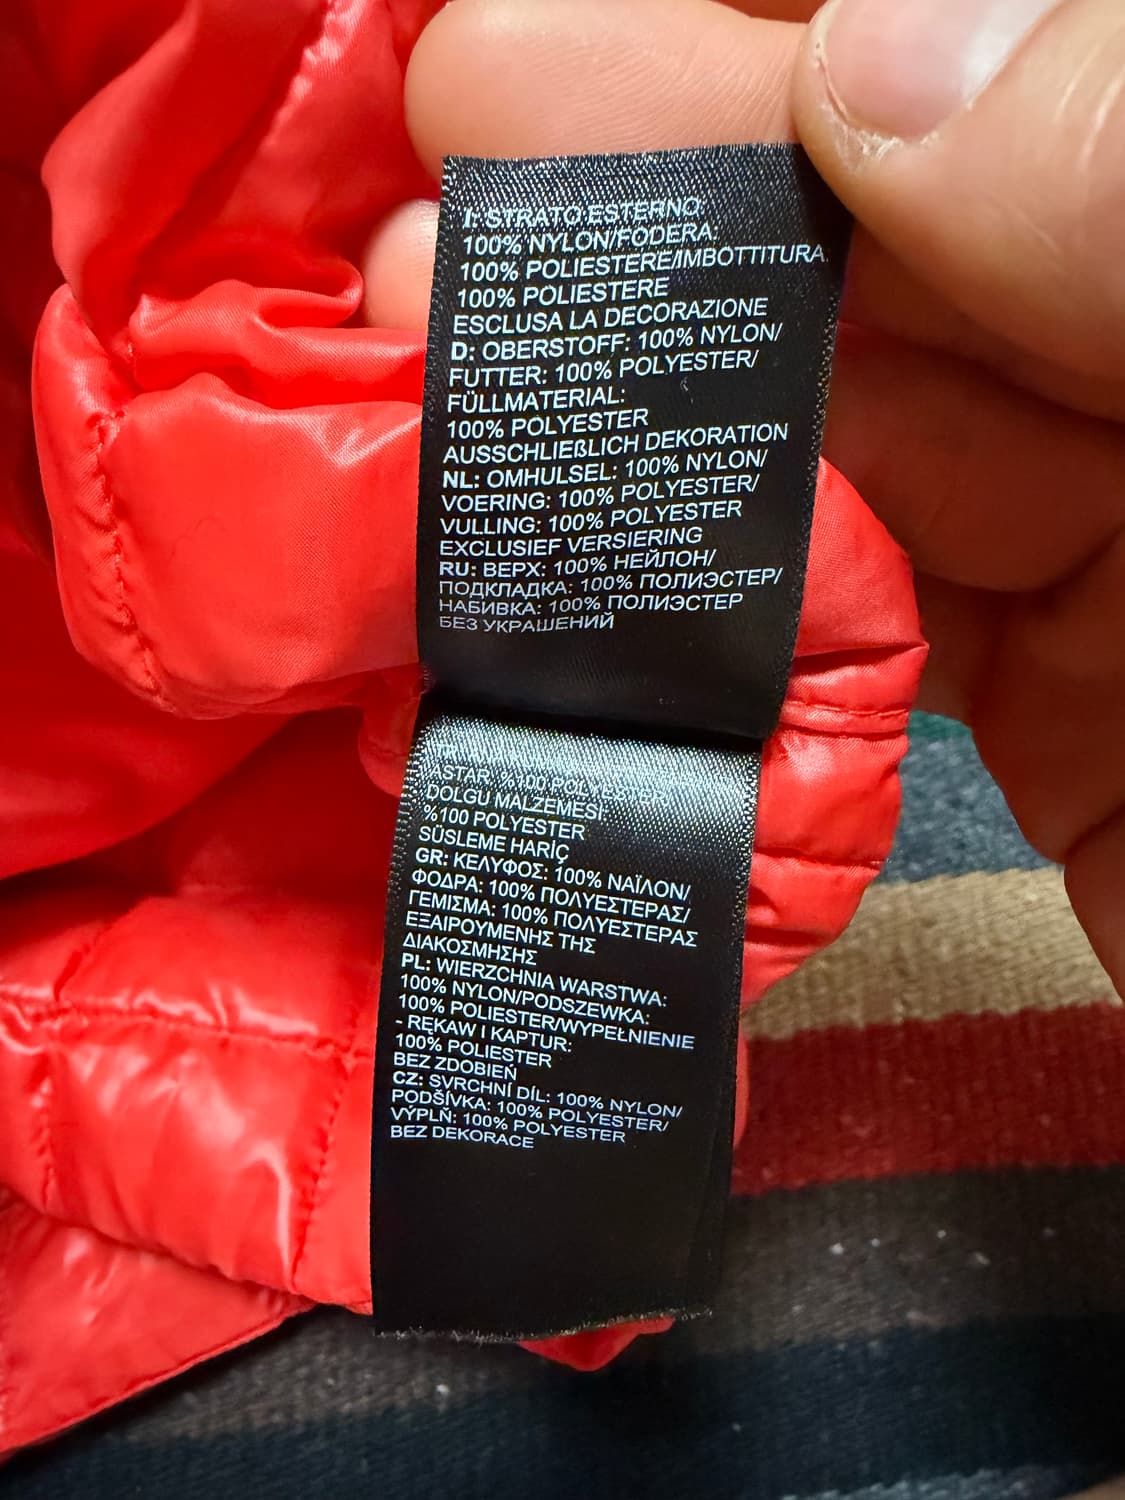 I: STRATO ESTERNO:
100% NYLON/FODERA:
100% POLIESTERE/IMBOTTITURA:
100% POLIESTERE
ESCLUSA LA DECORAZIONE
D: OBERSTOFF: 100% NYLON/
FUTTER: 100% POLYESTER/
FÜLLMATERIAL:
100% POLYESTER
AUSSCHLIEßLICH DEKORATION
NL: OMHULSEL: 100% NYLON/
VOERING: 100% POLYESTER/
VULLING: 100% POLYESTER
EXCLUSIEF VERSIERING
RU: ВЕРХ: 100% НЕЙЛОН/
ПОДКЛАДКА: 100% ПОЛИЭСТЕР/
НАБИВКА: 100% ПОЛИЭСТЕР
БЕЗ УКРАШЕНИЙ
ASTAR: %100 POLYESTER/
DOLGU MALZEMESİ
%100 POLYESTER
SÜSLEME HARİÇ
GR: ΚΕΛΥΦΟΣ: 100% ΝΑΪΛΟΝ/
ΦΟΔΡΑ: 100% ΠΟΛΥΕΣΤΕΡΑΣ/
ΓΕΜΙΣΜΑ: 100% ΠΟΛΥΕΣΤΕΡΑΣ
ΕΞΑΙΡΟΥΜΕΝΗΣ ΤΗΣ
ΔΙΑΚΟΣΜΗΣΗΣ
PL: WIERZCHNIA WARSTWA:
100% NYLON/PODSZEWKA:
100% POLIESTER/WYPEŁNIENIE
- RĘKAW I KAPTUR:
100% POLIESTER
BEZ ZDOBIEŃ
CZ: SVRCHNÍ DÍL: 100% NYLON/
PODŠÍVKA: 100% POLYESTER/
VÝPLŇ: 100% POLYESTER
BEZ DEKORACE